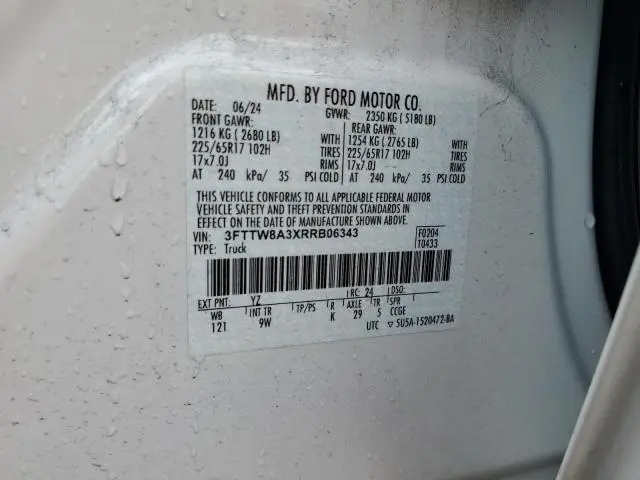 MFD. BY FORD MOTOR CO.
DATE: 06/24 GVWR: 2350 KG ( 5180 LB)
FRONT GAWR: REAR GAWR:
1216 KG ( 2680 LB) WITH 1254 KG ( 2765 LB) WITH
225/65R17 102H TIRES 225/65R17 102H TIRES
17x7.0J RIMS 17x7.0J RIMS
AT 240 kPa/ 35 PSI COLD AT 240 kPa/ 35 PSI COLD
THIS VEHICLE CONFORMS TO ALL APPLICABLE FEDERAL MOTOR
VEHICLE SAFETY AND THEFT PREVENTION STANDARDS IN
EFFECT ON THE DATE OF MANUFACTURE SHOWN ABOVE.
VIN: 3FTTW8A3XRRB06343 F0204
TYPE: Truck T0433
EXT PNT: YZ RC: 24 DSO:
WB INT TR TP/PS R AXLE TR SPR
121 9W K 29 5 CCGE
UTC 5U5A-1520472-BA